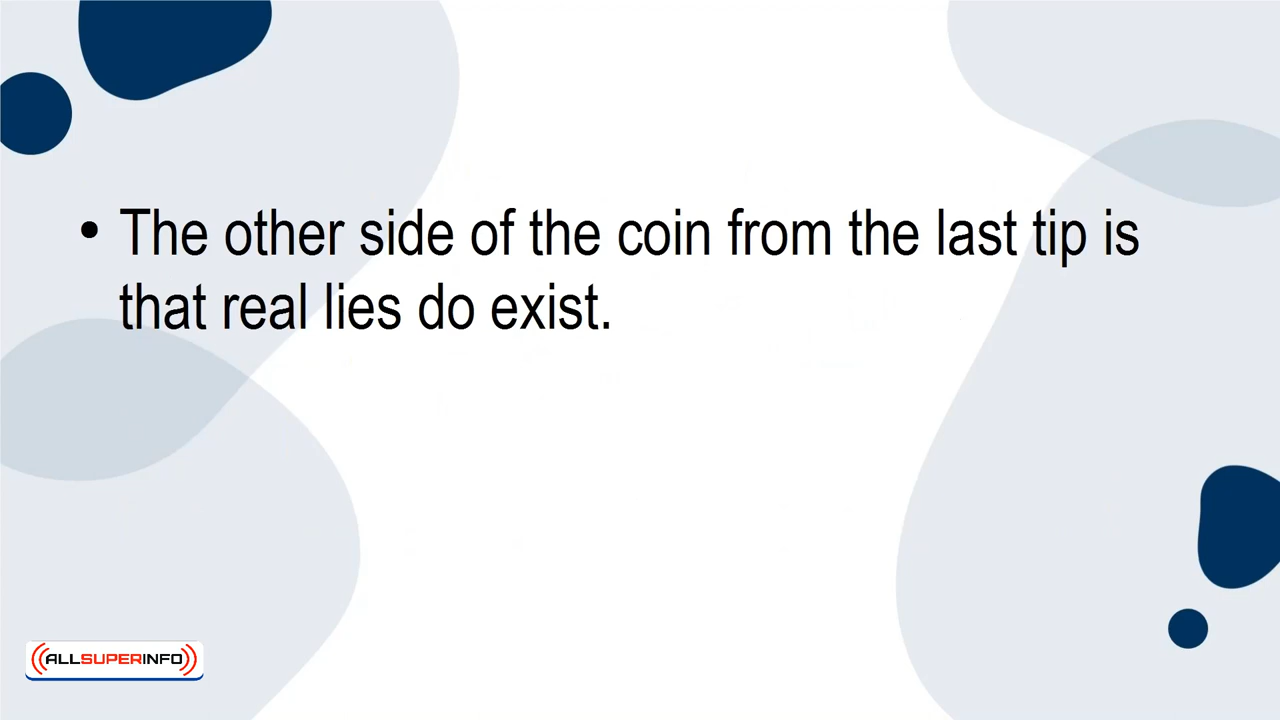 • The other side of the coin from the last tip is
that real lies do exist.
ALLSUPERINFO